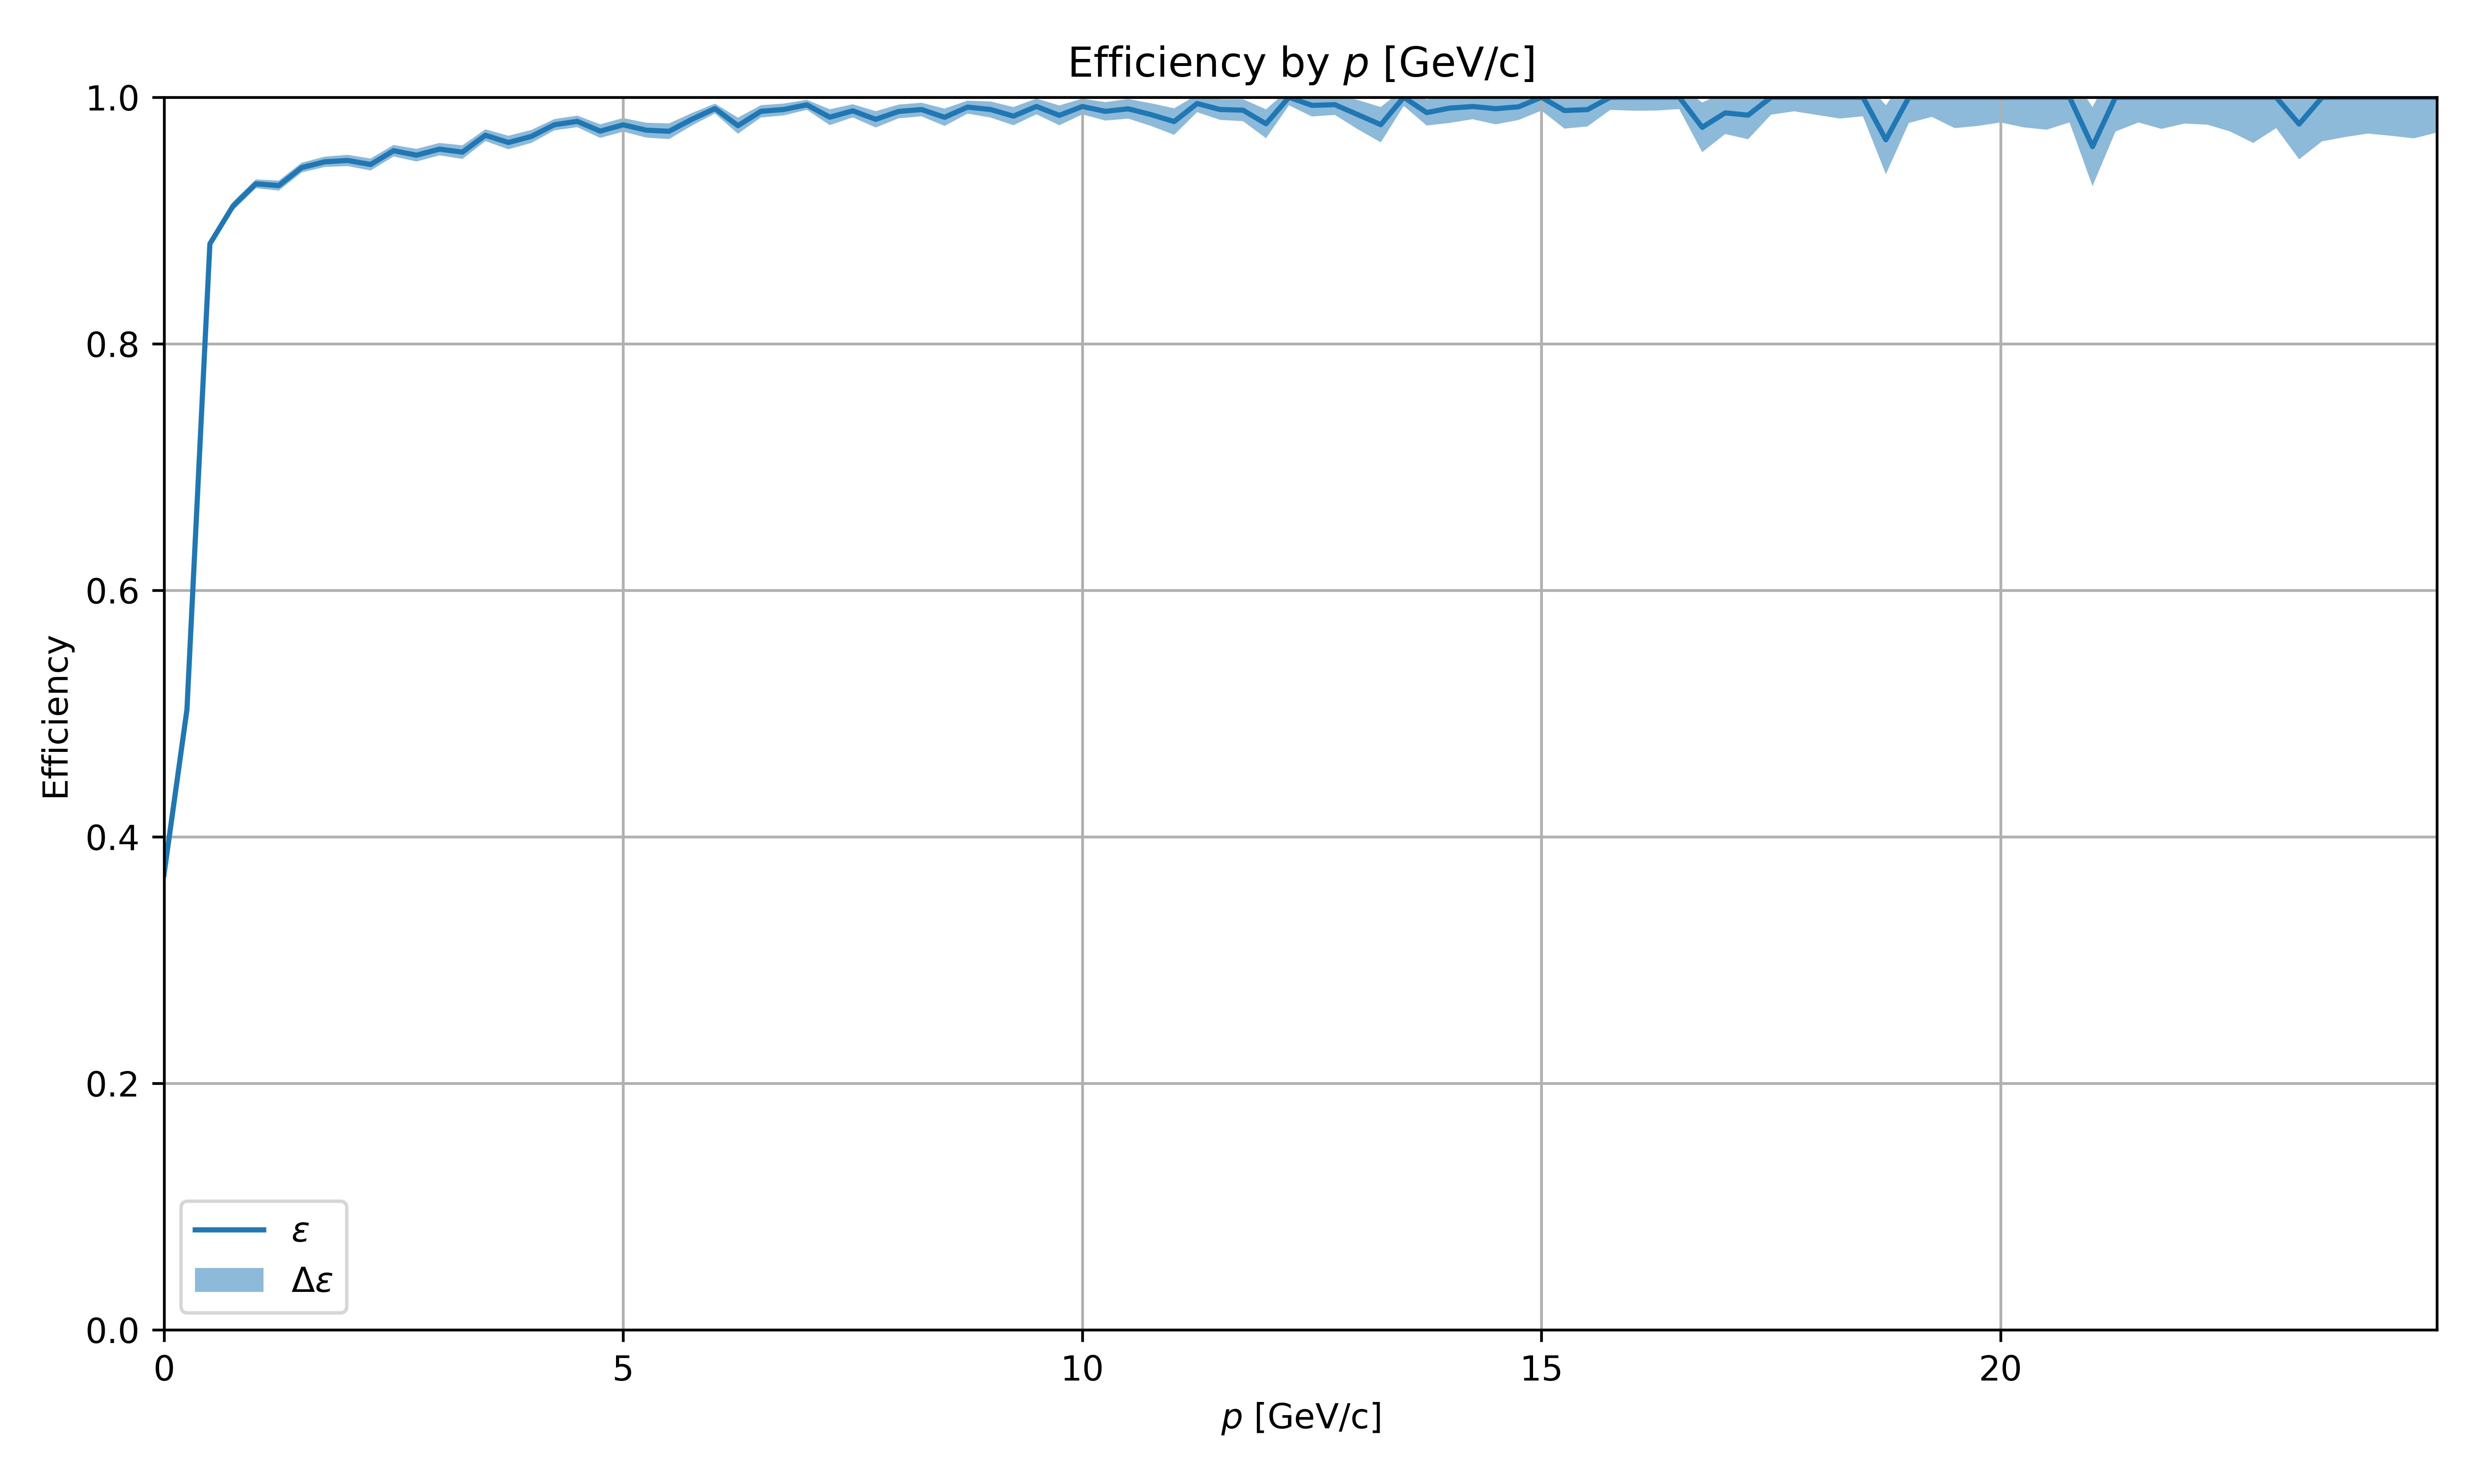 Efficiency by p [GeV/c]
1.0
0.8
0.6
0.4
0.2
0.0
Efficiency
ε
Δε
0 5 10 15 20
p [GeV/c]